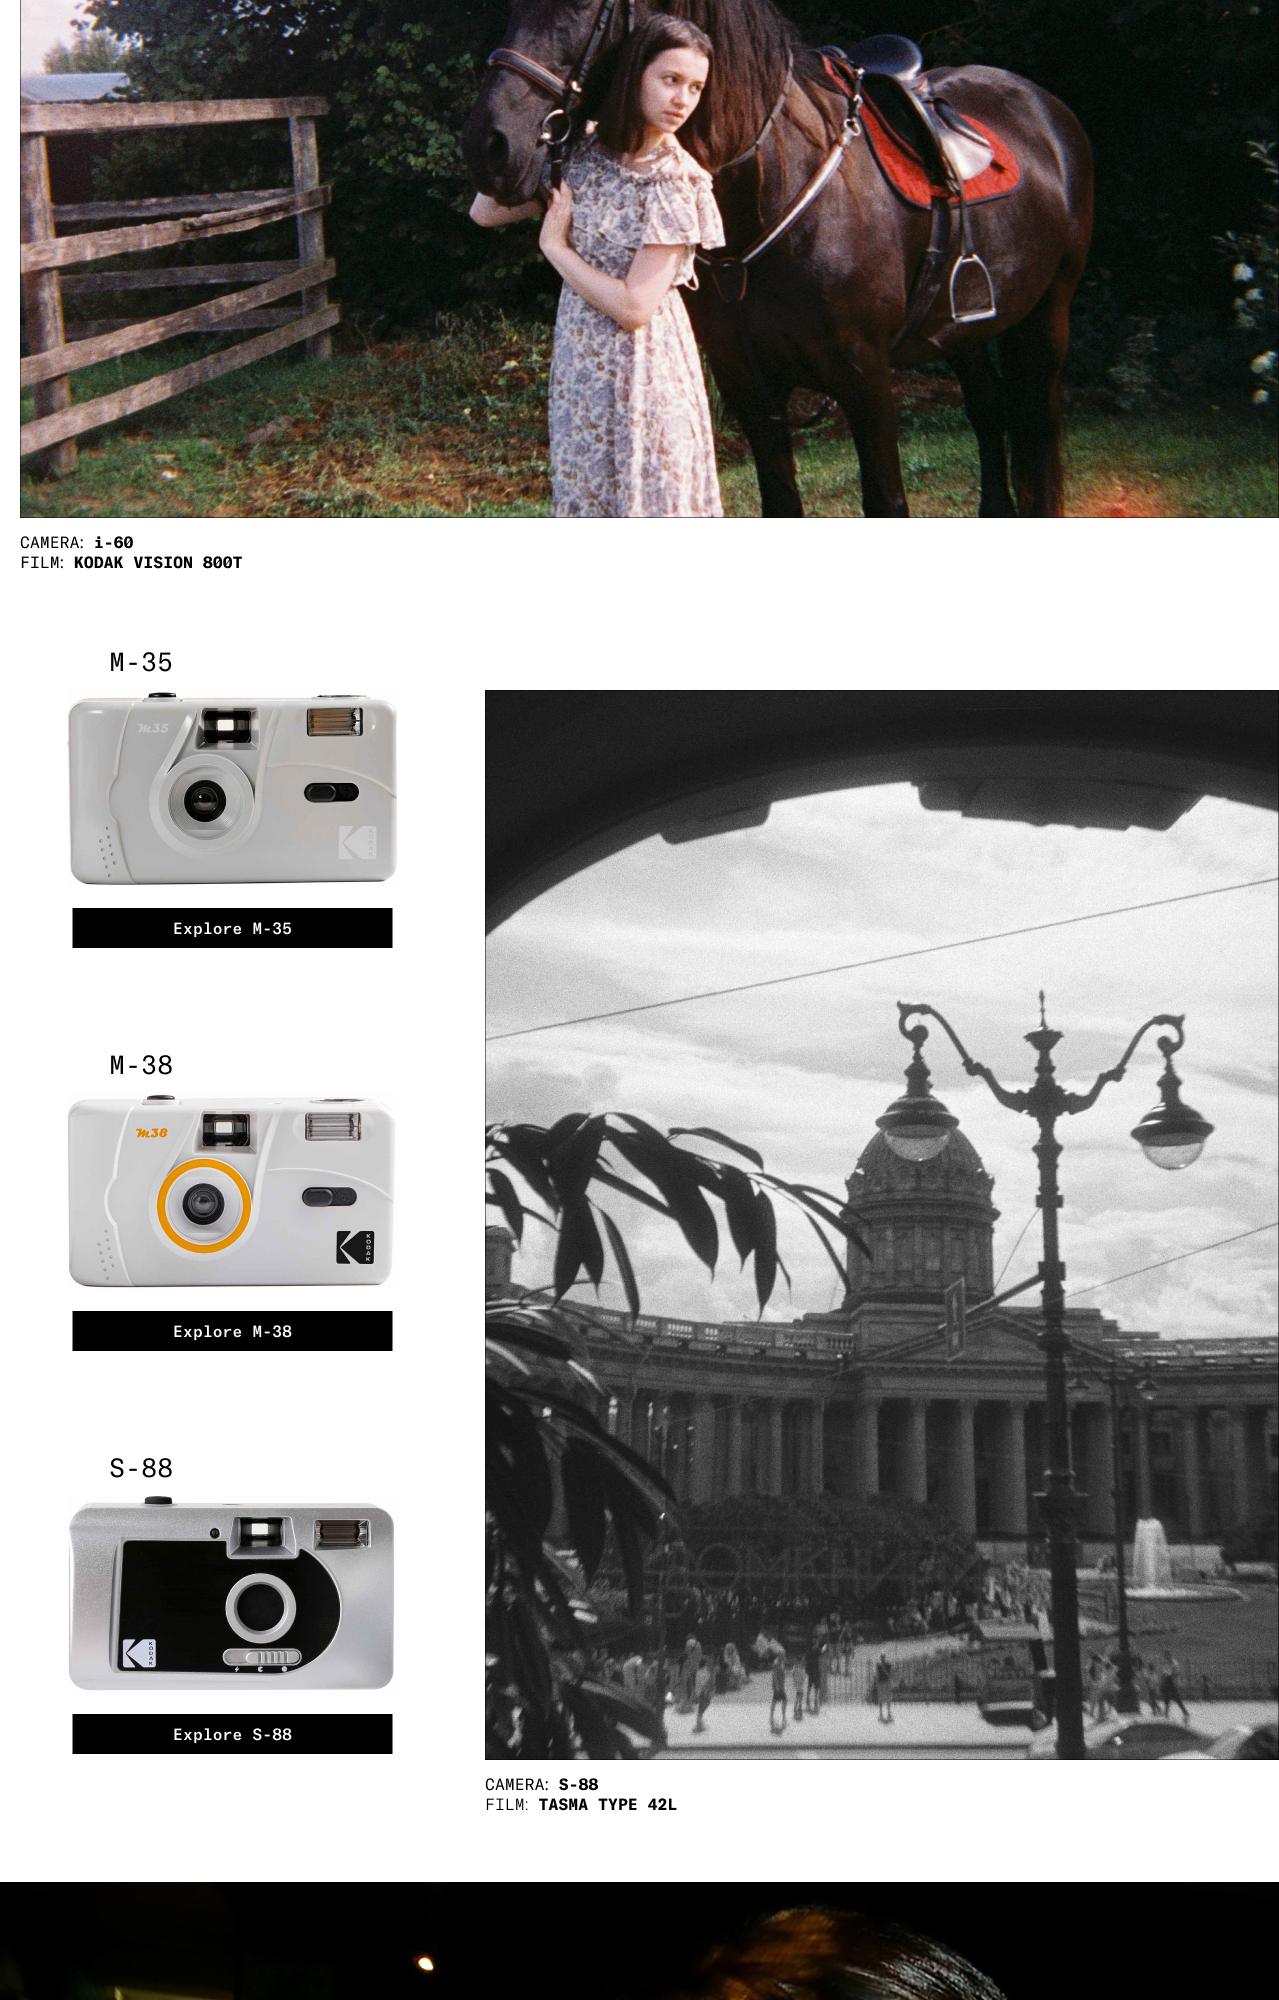 CAMERA: i-60
FILM: KODAK VISION 800T
M-35
m35
KODAK
Explore M-35
M-38
m38
KODAK
Explore M-38
S-88
KODAK
Explore S-88
CAMERA: S-88
FILM: TASMA TYPE 42L